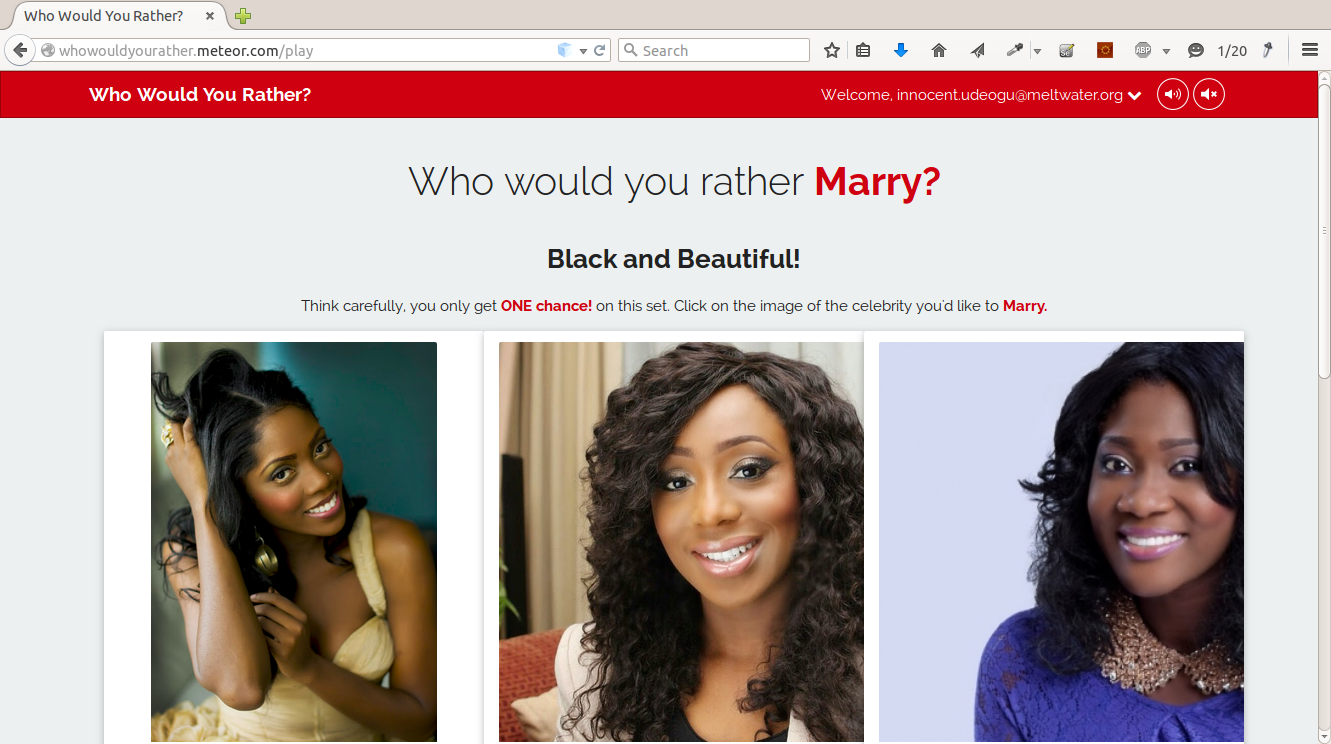 Who Would You Rather?
whowouldyourather.meteor.com/play
Search
ABP
1/20
Who Would You Rather?
Welcome, innocent.udeogu@meltwater.org
Who would you rather Marry?
Black and Beautiful!
Think carefully, you only get ONE chance! on this set. Click on the image of the celebrity you'd like to Marry.